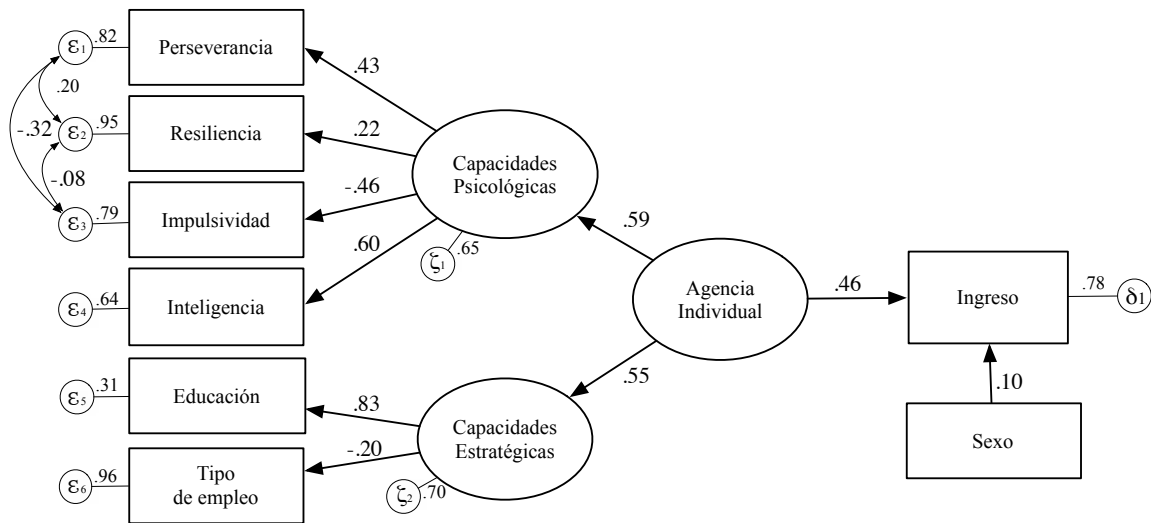 ε1
.82
Perseverancia
.43
.20
-.32
ε2
.95
Resiliencia
.22
Capacidades
Psicológicas
-.08
-.46
ε3
.79
Impulsividad
.59
.60
ζ1
.65
ε4
.64
Inteligencia
Agencia
Individual
.46
Ingreso
.78
δ1
.55
.10
ε5
.31
Educación
.83
Capacidades
Estratégicas
Sexo
-.20
ε6
.96
Tipo
de empleo
ζ2
.70